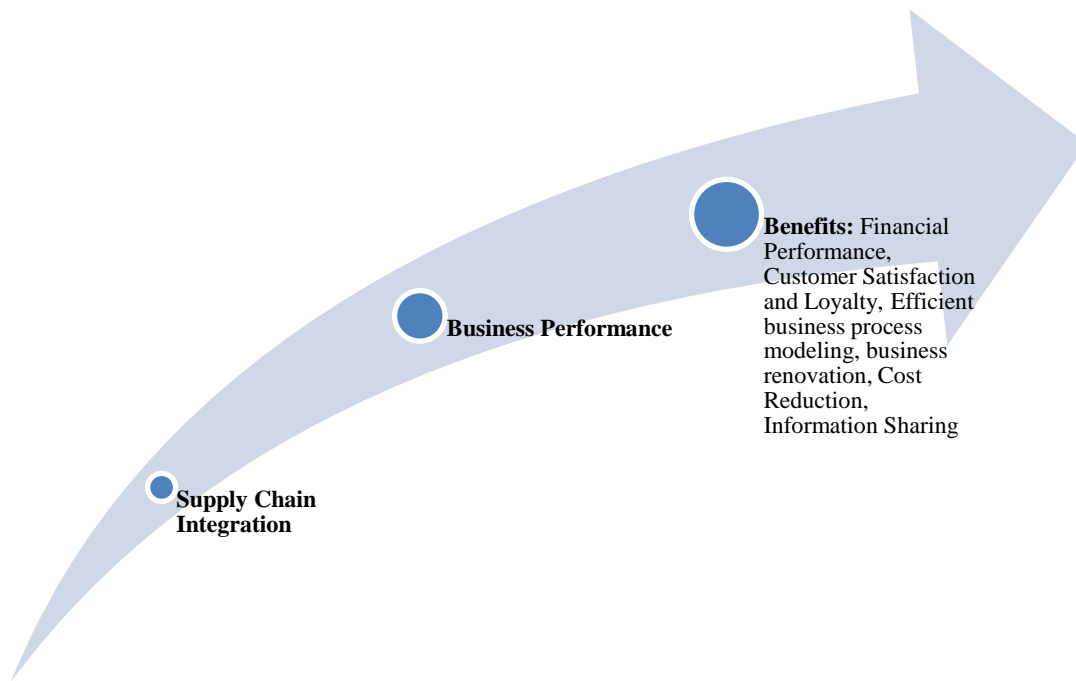 Benefits: Financial
Performance,
Customer Satisfaction
and Loyalty, Efficient
business process
modeling, business
renovation, Cost
Reduction,
Information Sharing
Business Performance
Supply Chain
Integration